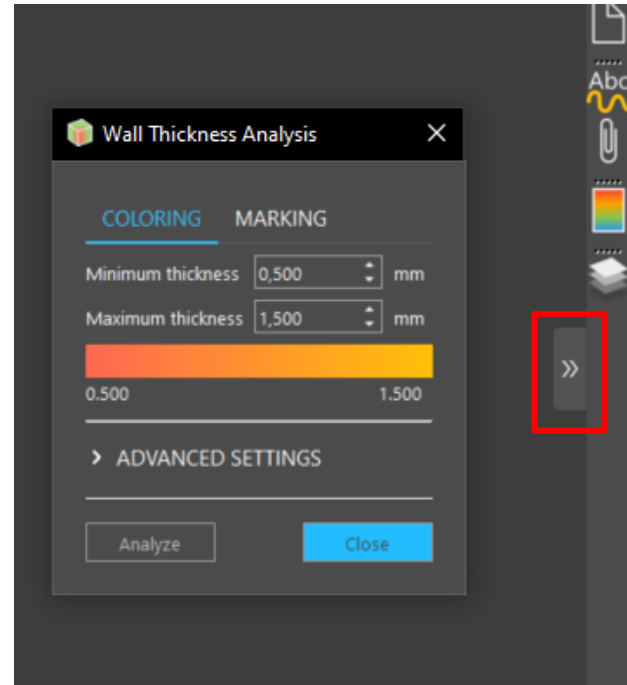 Abc
Wall Thickness Analysis
COLORING MARKING
Minimum thickness 0,500 mm
Maximum thickness 1,500 mm
0.500 1.500
ADVANCED SETTINGS
Analyze Close